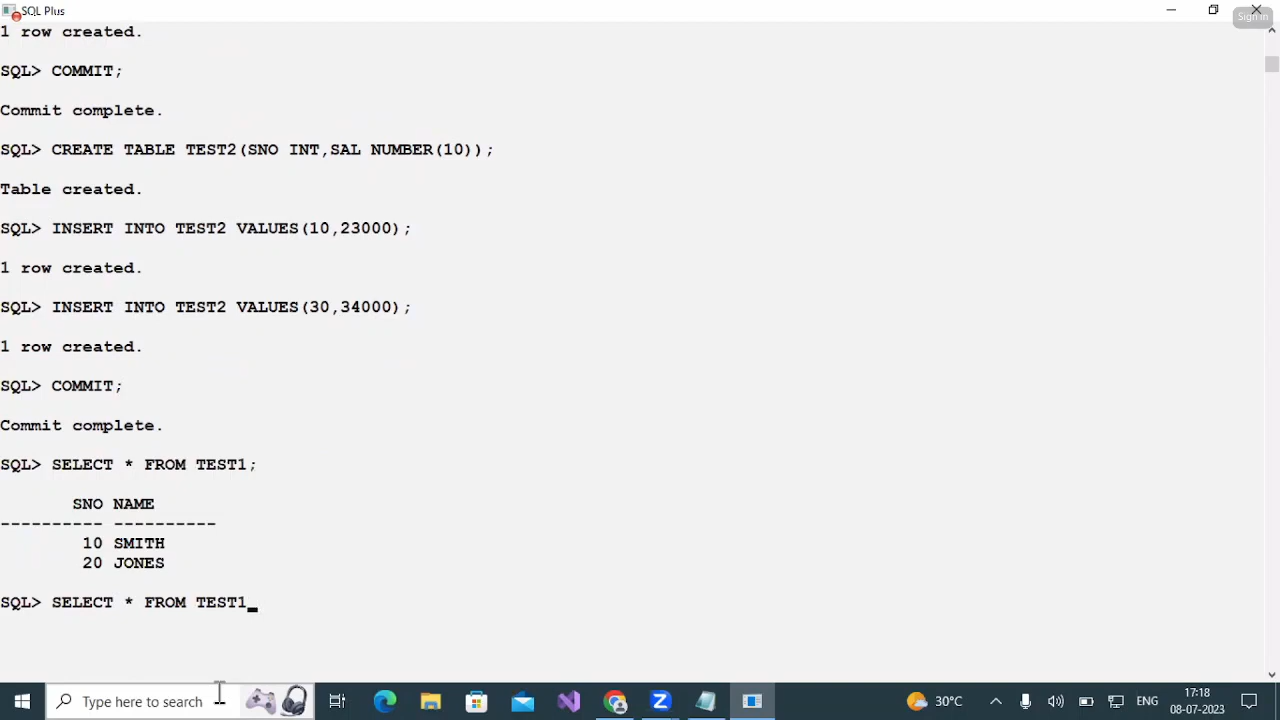 SQL Plus
Sign in
1 row created.
SQL> COMMIT;
Commit complete.
SQL> CREATE TABLE TEST2(SNO INT,SAL NUMBER(10));
Table created.
SQL> INSERT INTO TEST2 VALUES(10,23000);
1 row created.
SQL> INSERT INTO TEST2 VALUES(30,34000);
1 row created.
SQL> COMMIT;
Commit complete.
SQL> SELECT * FROM TEST1;
SNO NAME
---------- ----------
10 SMITH
20 JONES
SQL> SELECT * FROM TEST1_
Type here to search
30°C
ENG
17:18
08-07-2023